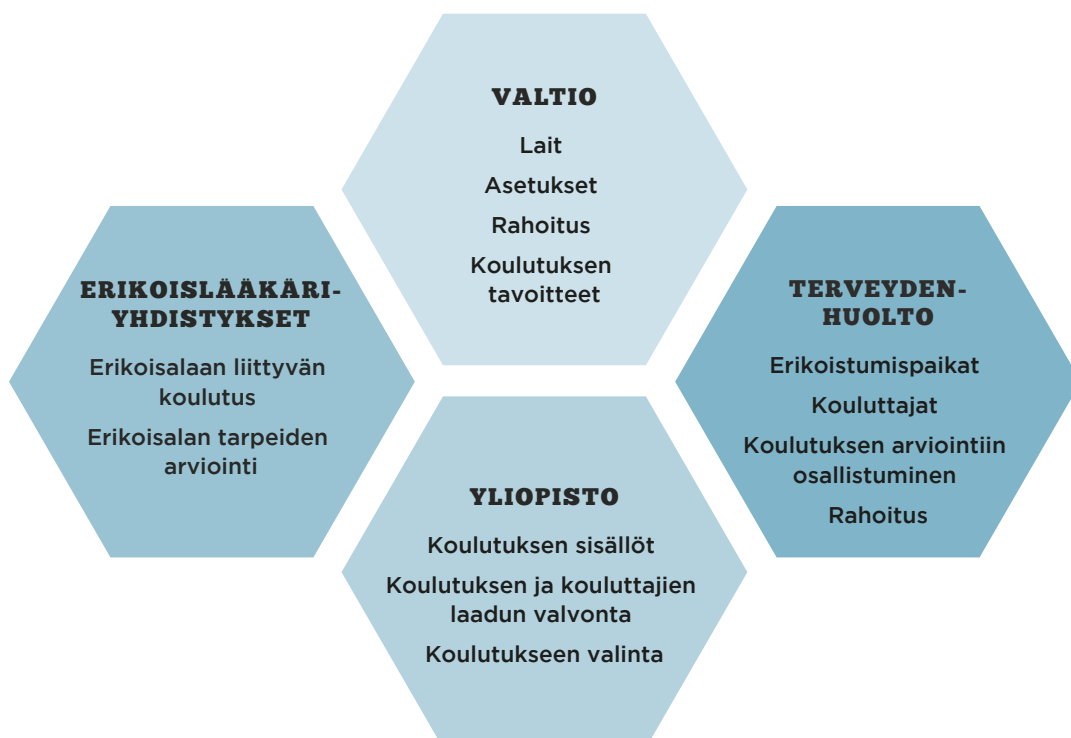 VALTIO
Lait
Asetukset
Rahoitus
Koulutuksen
tavoitteet
ERIKOISLÄÄKÄRI-
YHDISTYKSET
Erikoisalaan liittyvän
koulutus
Erikoisalan tarpeiden
arviointi
TERVEYDEN-
HUOLTO
Erikoistumispaikat
Kouluttajat
Koulutuksen arviointiin
osallistuminen
Rahoitus
YLIOPISTO
Koulutuksen sisällöt
Koulutuksen ja kouluttajien
laadun valvonta
Koulutukseen valinta